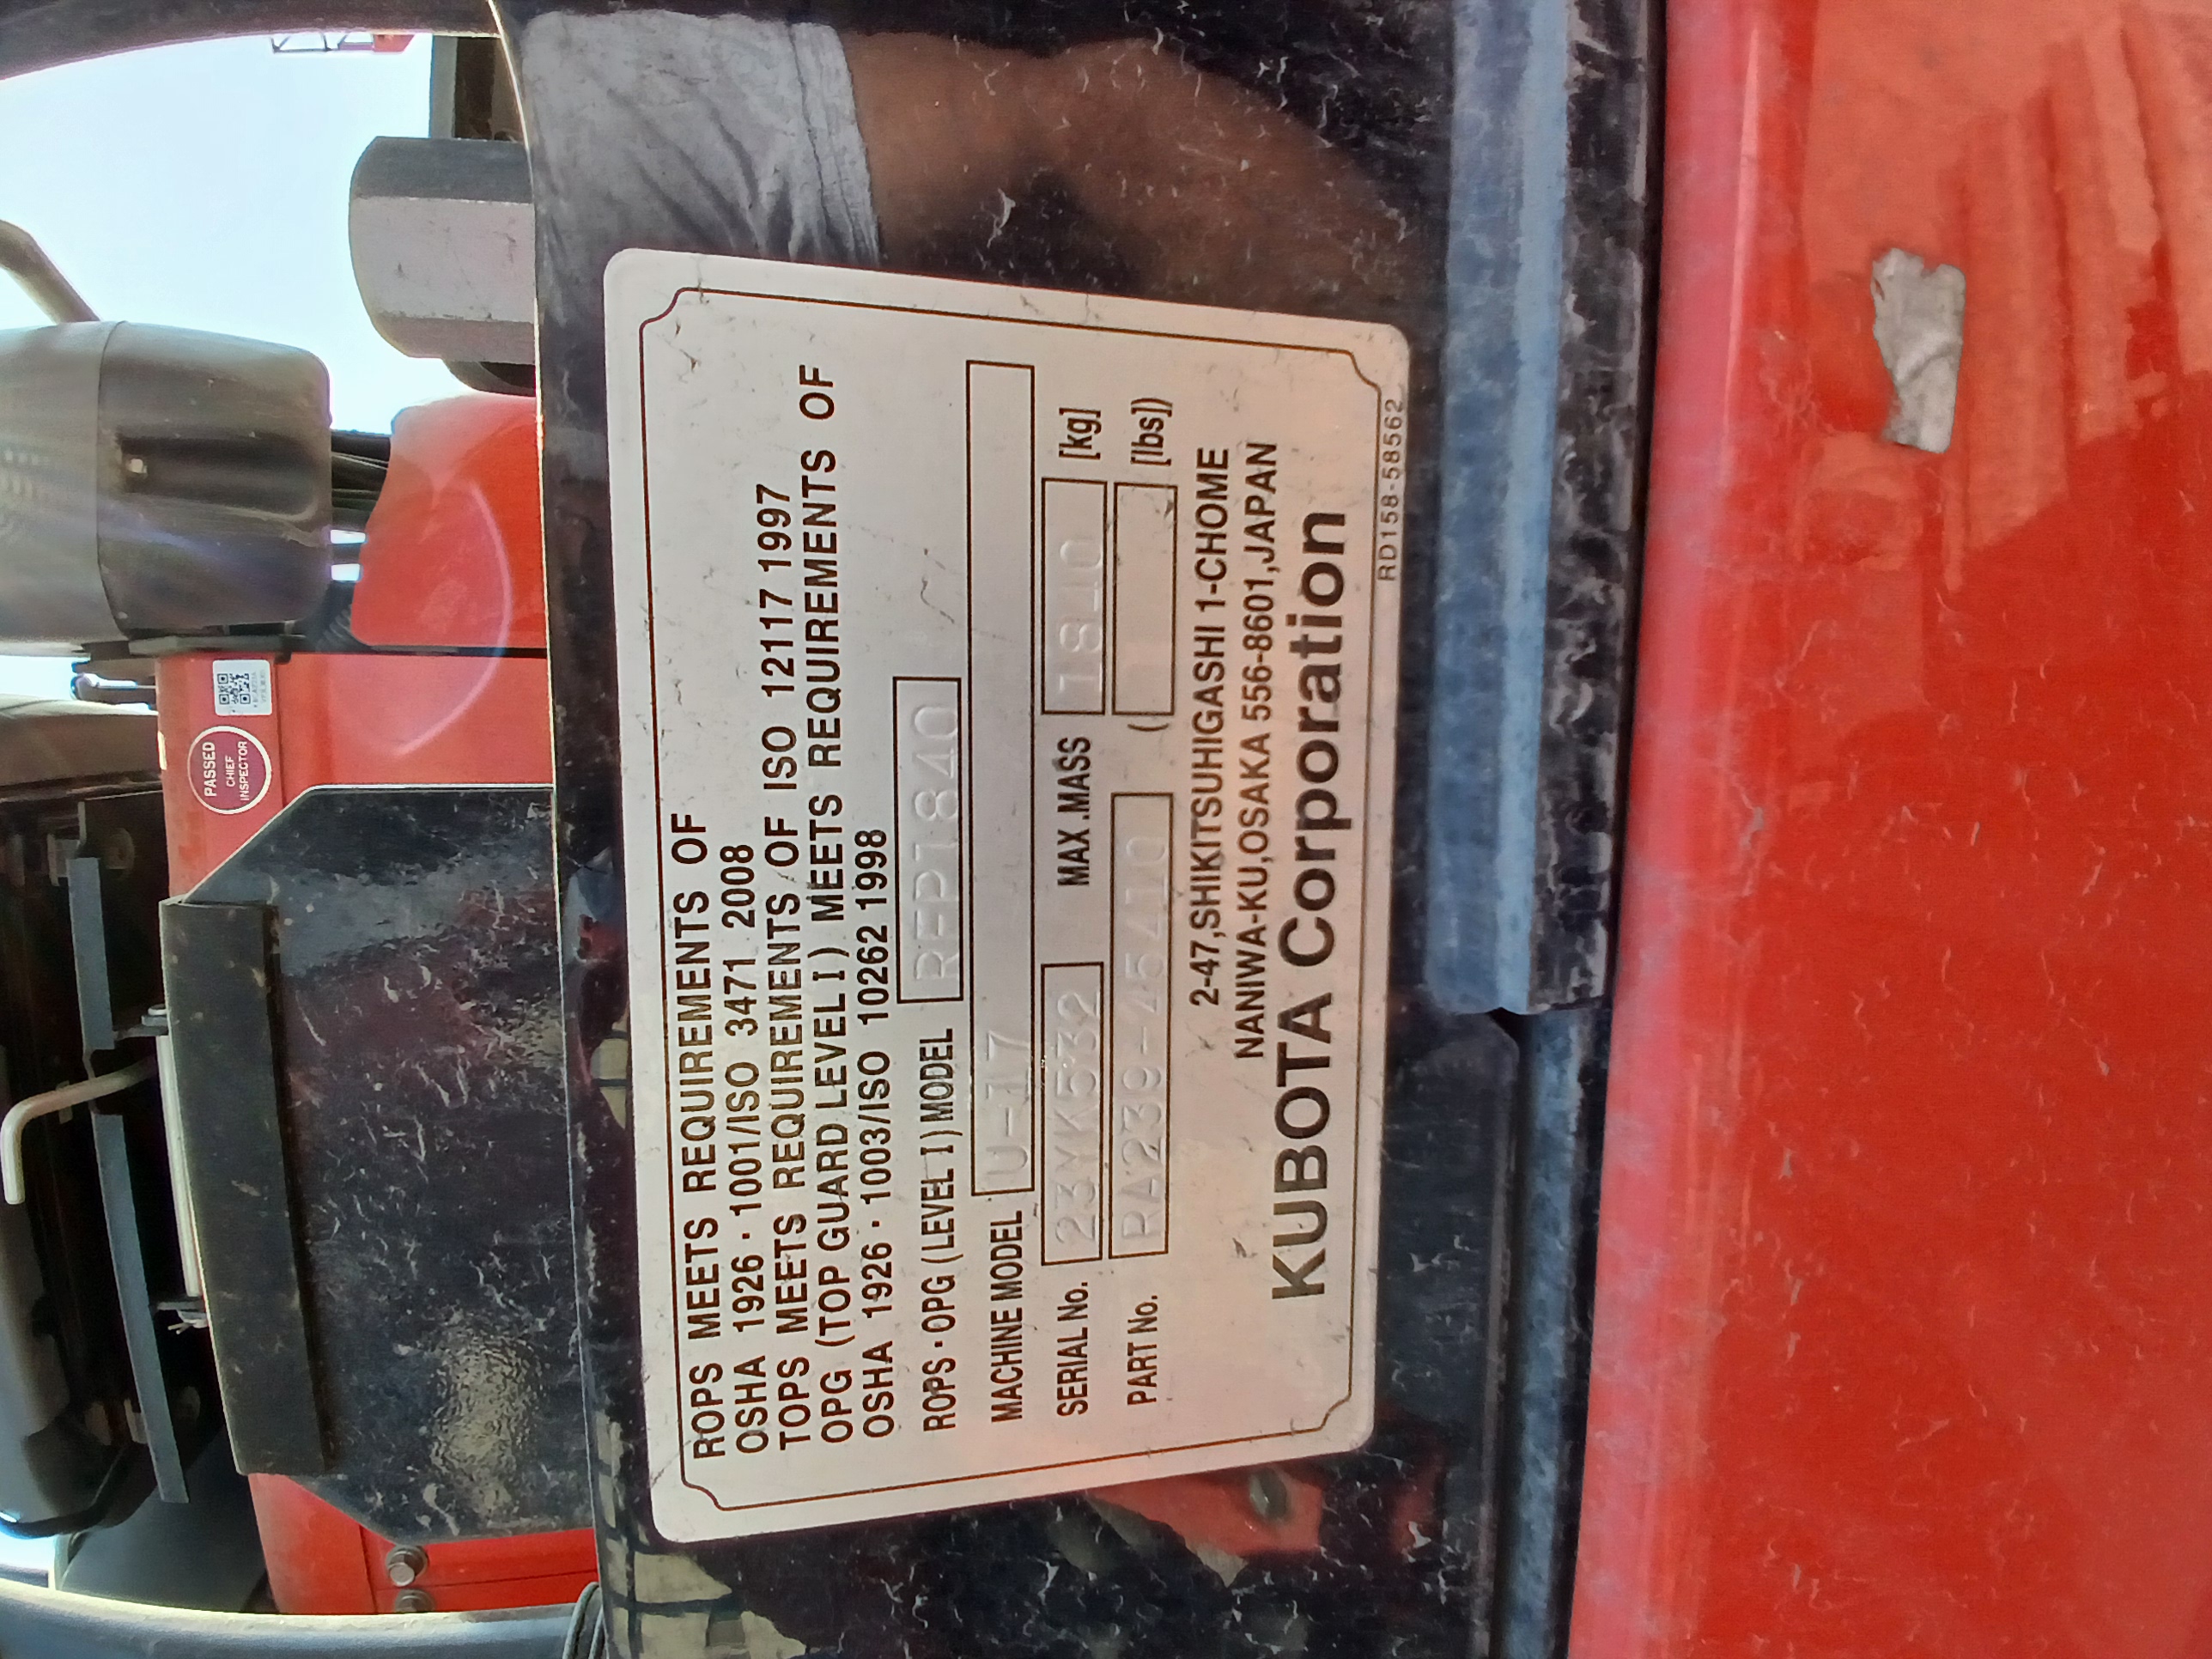 ROPS MEETS REQUIREMENTS OF
OSHA 1926・1001/ISO 3471 2008
TOPS MEETS REQUIREMENTS OF ISO 12117 1997
OPG (TOP GUARD LEVEL I) MEETS REQUIREMENTS OF
OSHA 1926・1003/ISO 10262 1998
ROPS・OPG (LEVEL I) MODEL RFP1840
MACHINE MODEL U-17
SERIAL No. 23YK5332 MAX.MASS 1840 [kg]
PART No. RA239-45410 ( [lbs])
2-47,SHIKITSUHIGASHI 1-CHOME
NANIWA-KU,OSAKA 556-8601,JAPAN
KUBOTA Corporation
RD158-58562
PASSED
CHIEF
INSPECTOR